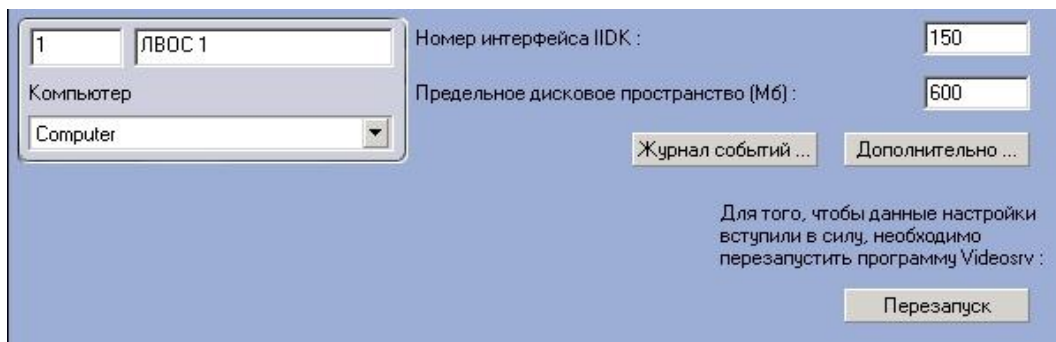 1
ЛВОС 1
Компьютер
Computer
Номер интерфейса IIDK :
150
Предельное дисковое пространство (Мб) :
600
Журнал событий ...
Дополнительно ...
Для того, чтобы данные настройки
вступили в силу, необходимо
перезапустить программу Videosrv :
Перезапуск